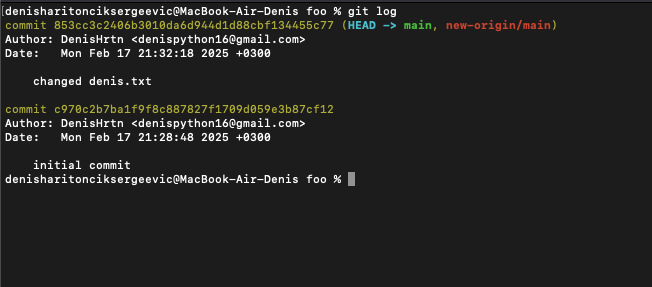 [denisharitonciksergeevic@MacBook-Air-Denis foo % git log
commit 853cc3c2406b3010da6d944d1d88cbf134455c77 (HEAD -> main, new-origin/main)
Author: DenisHrtn <denispython16@gmail.com>
Date:   Mon Feb 17 21:32:18 2025 +0300
    changed denis.txt
commit c970c2b7ba1f9f8c887827f1709d059e3b87cf12
Author: DenisHrtn <denispython16@gmail.com>
Date:   Mon Feb 17 21:28:48 2025 +0300
    initial commit
denisharitonciksergeevic@MacBook-Air-Denis foo %